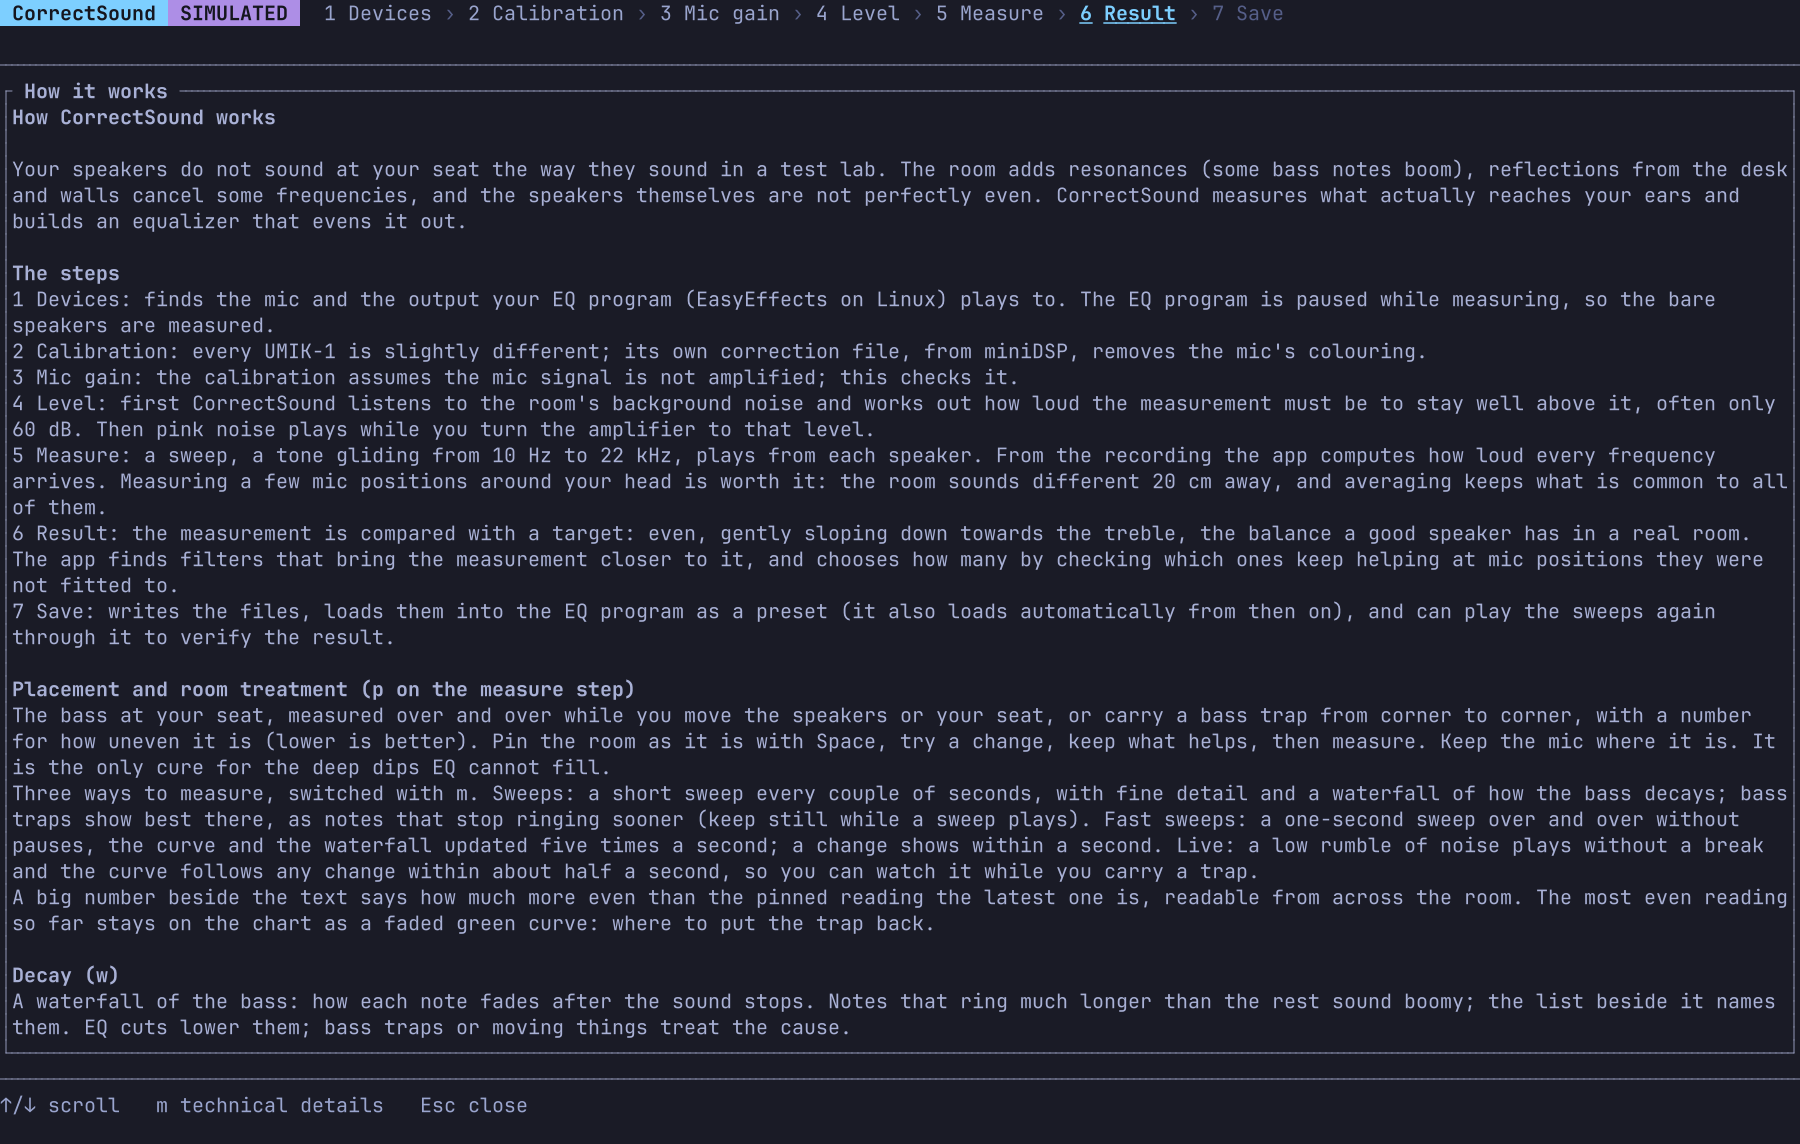 CorrectSound SIMULATED 1 Devices › 2 Calibration › 3 Mic gain › 4 Level › 5 Measure › 6 Result › 7 Save
How it works
How CorrectSound works
Your speakers do not sound at your seat the way they sound in a test lab. The room adds resonances (some bass notes boom), reflections from the desk
and walls cancel some frequencies, and the speakers themselves are not perfectly even. CorrectSound measures what actually reaches your ears and
builds an equalizer that evens it out.
The steps
1 Devices: finds the mic and the output your EQ program (EasyEffects on Linux) plays to. The EQ program is paused while measuring, so the bare
speakers are measured.
2 Calibration: every UMIK-1 is slightly different; its own correction file, from miniDSP, removes the mic's colouring.
3 Mic gain: the calibration assumes the mic signal is not amplified; this checks it.
4 Level: first CorrectSound listens to the room's background noise and works out how loud the measurement must be to stay well above it, often only
60 dB. Then pink noise plays while you turn the amplifier to that level.
5 Measure: a sweep, a tone gliding from 10 Hz to 22 kHz, plays from each speaker. From the recording the app computes how loud every frequency
arrives. Measuring a few mic positions around your head is worth it: the room sounds different 20 cm away, and averaging keeps what is common to all
of them.
6 Result: the measurement is compared with a target: even, gently sloping down towards the treble, the balance a good speaker has in a real room.
The app finds filters that bring the measurement closer to it, and chooses how many by checking which ones keep helping at mic positions they were
not fitted to.
7 Save: writes the files, loads them into the EQ program as a preset (it also loads automatically from then on), and can play the sweeps again
through it to verify the result.
Placement and room treatment (p on the measure step)
The bass at your seat, measured over and over while you move the speakers or your seat, or carry a bass trap from corner to corner, with a number
for how uneven it is (lower is better). Pin the room as it is with Space, try a change, keep what helps, then measure. Keep the mic where it is. It
is the only cure for the deep dips EQ cannot fill.
Three ways to measure, switched with m. Sweeps: a short sweep every couple of seconds, with fine detail and a waterfall of how the bass decays; bass
traps show best there, as notes that stop ringing sooner (keep still while a sweep plays). Fast sweeps: a one-second sweep over and over without
pauses, the curve and the waterfall updated five times a second; a change shows within a second. Live: a low rumble of noise plays without a break
and the curve follows any change within about half a second, so you can watch it while you carry a trap.
A big number beside the text says how much more even than the pinned reading the latest one is, readable from across the room. The most even reading
so far stays on the chart as a faded green curve: where to put the trap back.
Decay (w)
A waterfall of the bass: how each note fades after the sound stops. Notes that ring much longer than the rest sound boomy; the list beside it names
them. EQ cuts lower them; bass traps or moving things treat the cause.
↑/↓ scroll m technical details Esc close